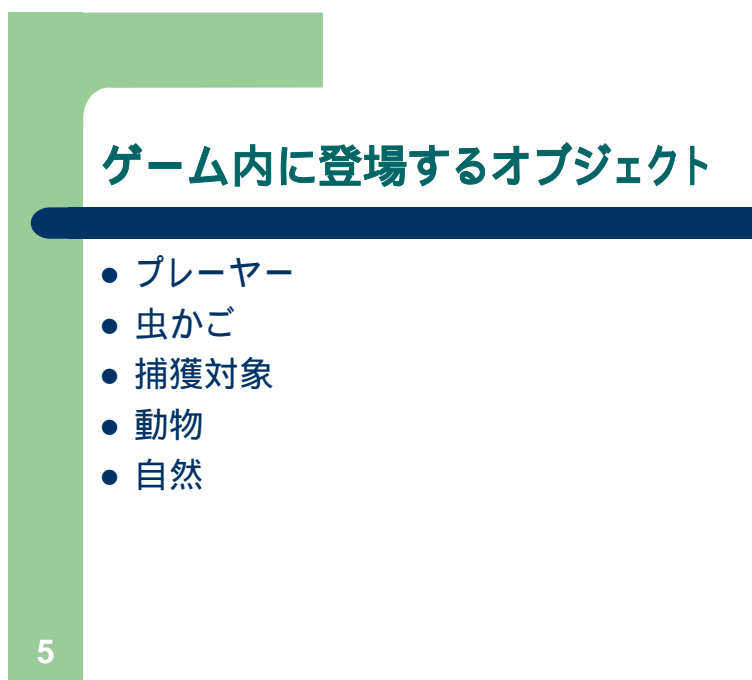 ゲーム内に登場するオブジェクト
● プレーヤー
● 虫かご
● 捕獲対象
● 動物
● 自然
5